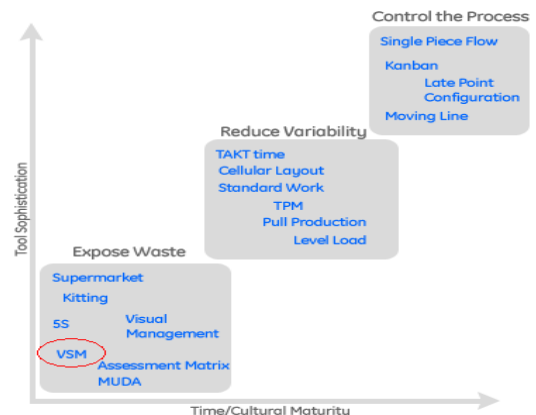 Control the Process
Single Piece Flow
Kanban
Late Point
Configuration
Moving Line
Reduce Variability
TAKT time
Cellular Layout
Standard Work
TPM
Pull Production
Level Load
Tool Sophistication
Expose Waste
Supermarket
Kitting
5S
Visual
Management
VSM
Assessment Matrix
MUDA
Time/Cultural Maturity